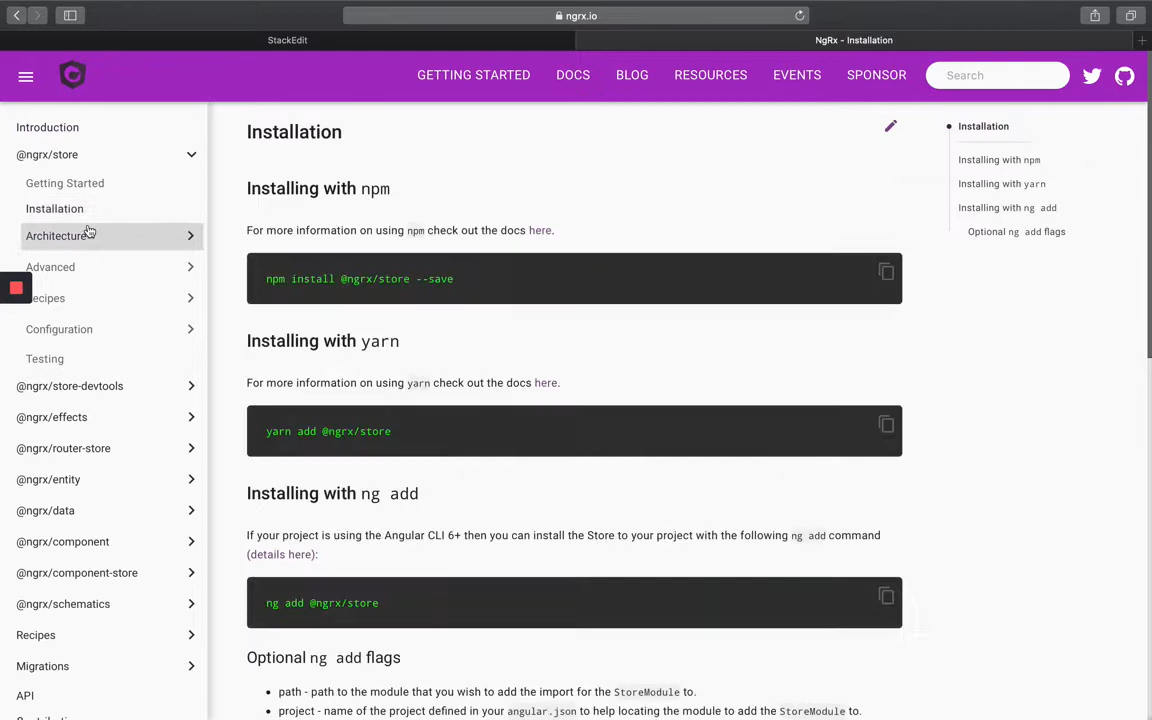 ngrx.io
StackEdit
NgRx - Installation
GETTING STARTED
DOCS
BLOG
RESOURCES
EVENTS
SPONSOR
Search
Introduction
@ngrx/store
Getting Started
Installation
Architecture
Advanced
ecipes
Configuration
Testing
@ngrx/store-devtools
@ngrx/effects
@ngrx/router-store
@ngrx/entity
@ngrx/data
@ngrx/component
@ngrx/component-store
@ngrx/schematics
Recipes
Migrations
API
Installation
Installing with npm
For more information on using npm check out the docs here.
npm install @ngrx/store --save
Installing with yarn
For more information on using yarn check out the docs here.
yarn add @ngrx/store
Installing with ng add
If your project is using the Angular CLI 6+ then you can install the Store to your project with the following ng add command
(details here):
ng add @ngrx/store
Optional ng add flags
• path - path to the module that you wish to add the import for the StoreModule to.
• project - name of the project defined in your angular.json to help locating the module to add the StoreModule to.
Installation
Installing with npm
Installing with yarn
Installing with ng add
Optional ng add flags